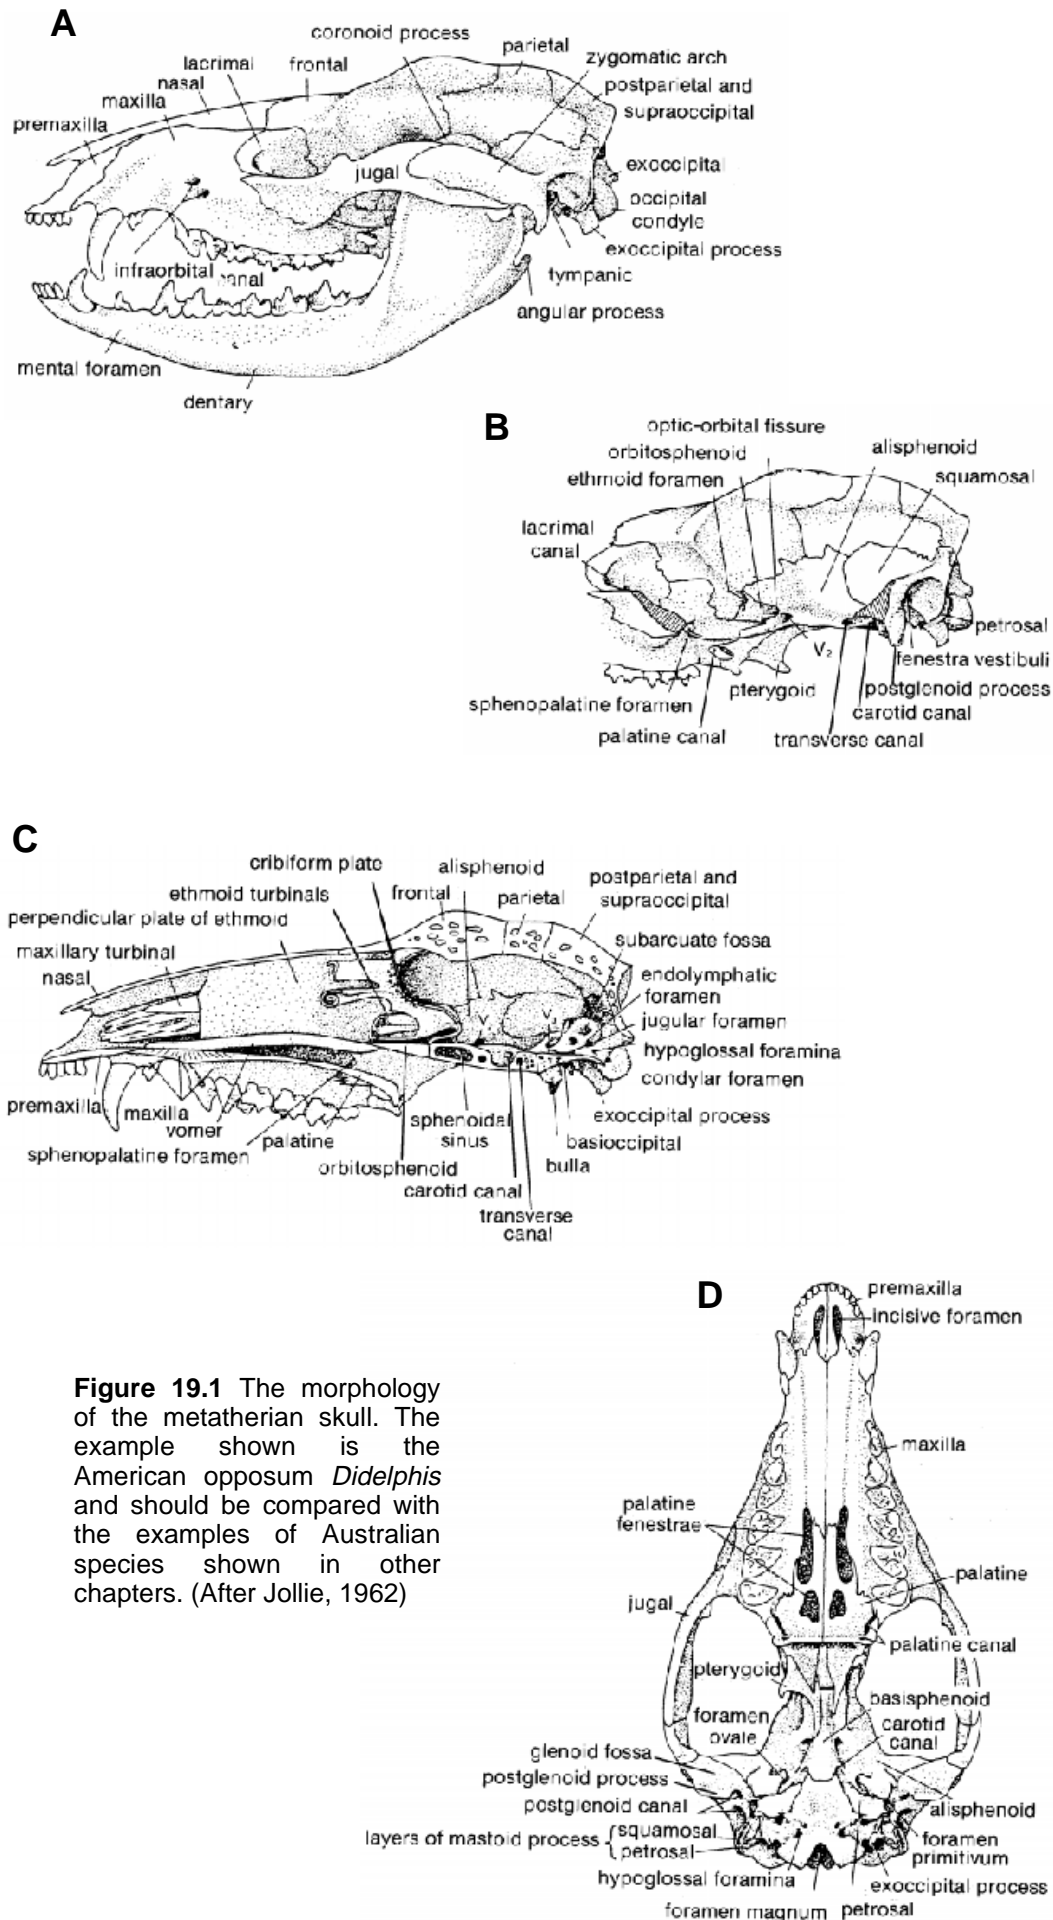 A
coronoid process
parietal
lacrimal
frontal
zygomatic arch
nasal
postparietal and
maxilla
supraoccipital
premaxilla
exoccipital
jugal
occipital
condyle
exoccipital process
infraorbital canal
tympanic
angular process
mental foramen
dentary
B
optic-orbital fissure
orbitosphenoid
alisphenoid
ethmoid foramen
squamosal
lacrimal
canal
petrosal
V₂
fenestra vestibuli
pterygoid
postglenoid process
sphenopalatine foramen
carotid canal
palatine canal
transverse canal
C
cribiform plate
alisphenoid
ethmoid turbinals
frontal
parietal
postparietal and
supraoccipital
perpendicular plate of ethmoid
maxillary turbinal
subarcuate fossa
nasal
endolymphatic
foramen
jugular foramen
V
V
hypoglossal foramina
condylar foramen
premaxilla
maxilla
vomer
sphenoidal
sinus
exoccipital process
sphenopalatine foramen
palatine
basioccipital
orbitosphenoid
bulla
carotid canal
transverse
canal
D
premaxilla
incisive foramen
Figure 19.1 The morphology
of the metatherian skull. The
example shown is the
American opposum Didelphis
and should be compared with
the examples of Australian
species shown in other
chapters. (After Jollie, 1962)
maxilla
palatine
fenestrae
palatine
jugal
palatine canal
pterygoid
basisphenoid
foramen
ovale
carotid
canal
glenoid fossa
postglenoid process
postglenoid canal
alisphenoid
layers of mastoid process { squamosal
petrosal
foramen
primitivum
hypoglossal foramina
exoccipital process
foramen magnum
petrosal